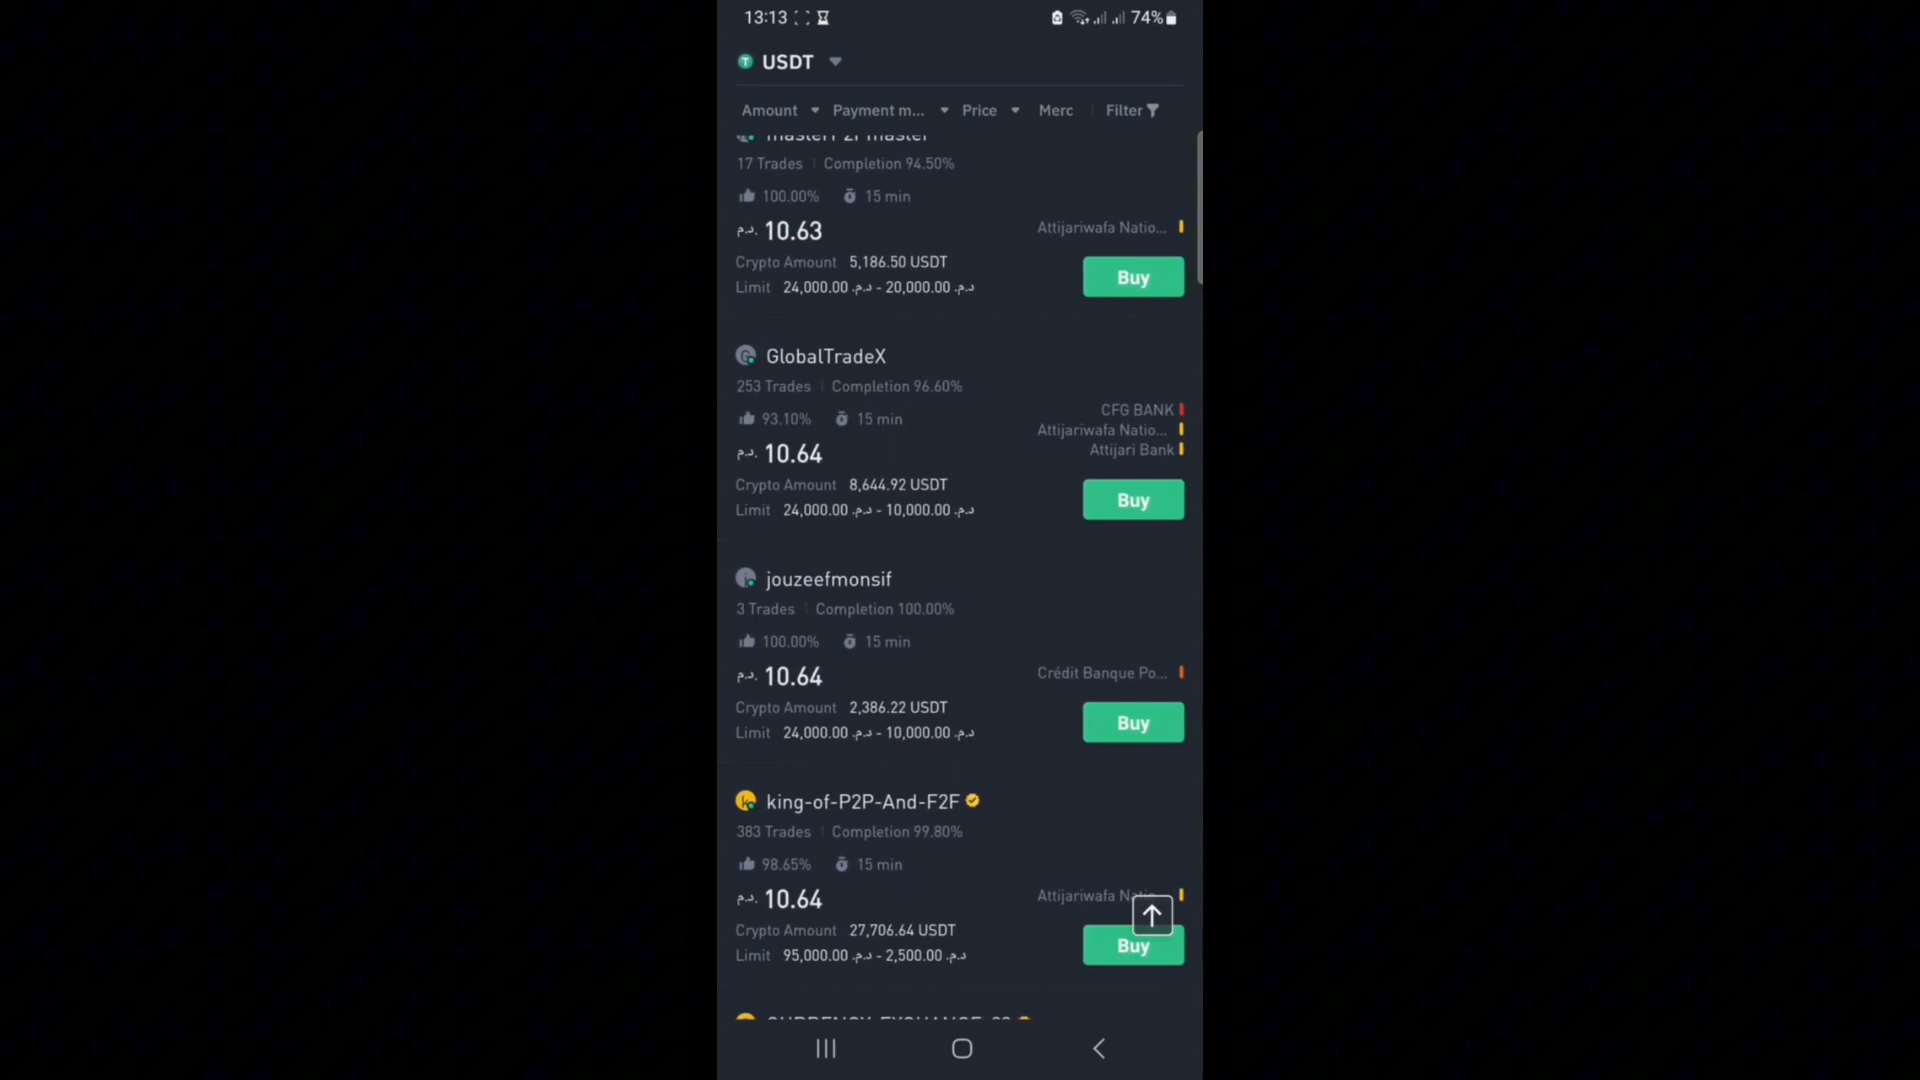 13:13 74%
USDT
Amount Payment m... Price Merc Filter
17 Trades Completion 94.50%
100.00% 15 min
د.م. 10.63 Attijariwafa Natio...
Crypto Amount 5,186.50 USDT
Limit 24,000.00 د.م. - 20,000.00 د.م.
Buy
GlobalTradeX
253 Trades Completion 96.60%
93.10% 15 min
CFG BANK
Attijariwafa Natio...
Attijari Bank
د.م. 10.64
Crypto Amount 8,644.92 USDT
Limit 24,000.00 د.م. - 10,000.00 د.م.
Buy
jouzeefmonsif
3 Trades Completion 100.00%
100.00% 15 min
د.م. 10.64 Crédit Banque Po...
Crypto Amount 2,386.22 USDT
Limit 24,000.00 د.م. - 10,000.00 د.م.
Buy
king-of-P2P-And-F2F
383 Trades Completion 99.80%
98.65% 15 min
د.م. 10.64 Attijariwafa
Crypto Amount 27,706.64 USDT
Limit 95,000.00 د.م. - 2,500.00 د.م.
Buy